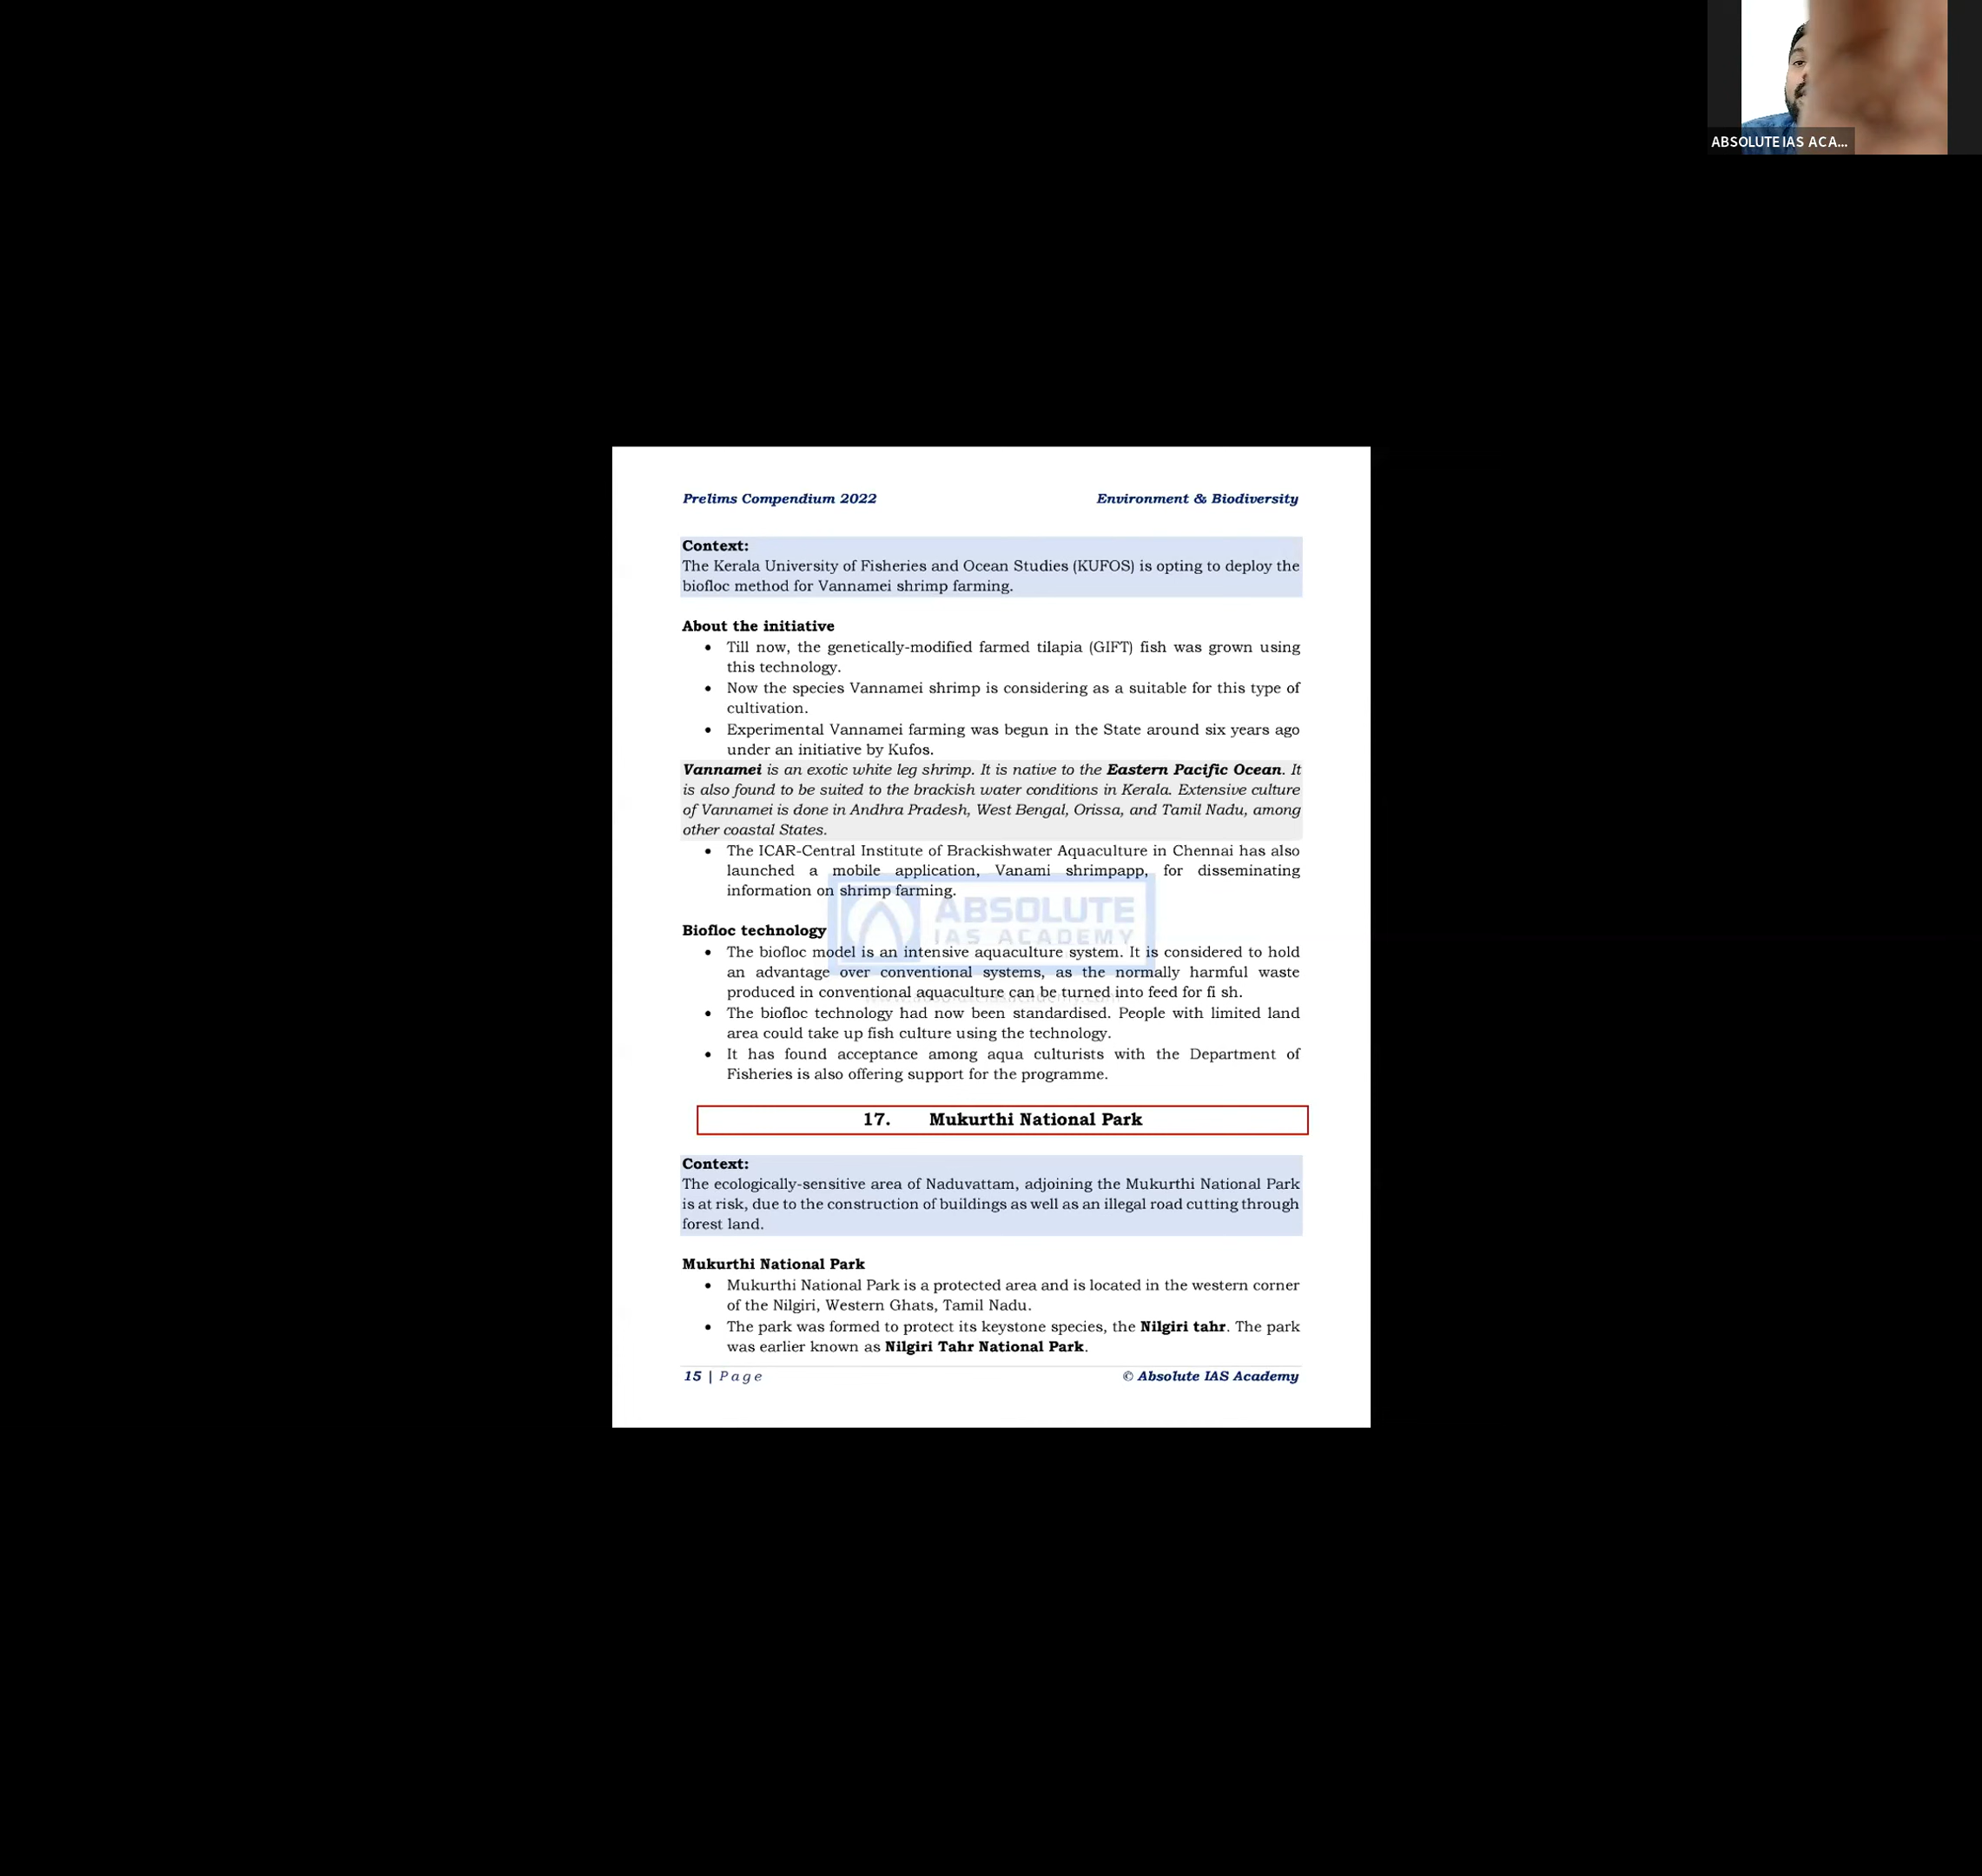 ABSOLUTE IAS ACA...
Prelims Compendium 2022 Environment & Biodiversity
Context:
The Kerala University of Fisheries and Ocean Studies (KUFOS) is opting to deploy the
biofloc method for Vannamei shrimp farming.
About the initiative
• Till now, the genetically-modified farmed tilapia (GIFT) fish was grown using
this technology.
• Now the species Vannamei shrimp is considering as a suitable for this type of
cultivation.
• Experimental Vannamei farming was begun in the State around six years ago
under an initiative by Kufos.
Vannamei is an exotic white leg shrimp. It is native to the Eastern Pacific Ocean. It
is also found to be suited to the brackish water conditions in Kerala. Extensive culture
of Vannamei is done in Andhra Pradesh, West Bengal, Orissa, and Tamil Nadu, among
other coastal States.
• The ICAR-Central Institute of Brackishwater Aquaculture in Chennai has also
launched a mobile application, Vanami shrimpapp, for disseminating
information on shrimp farming.
ABSOLUTE
IAS ACADEMY
Biofloc technology
• The biofloc model is an intensive aquaculture system. It is considered to hold
an advantage over conventional systems, as the normally harmful waste
produced in conventional aquaculture can be turned into feed for fi sh.
• The biofloc technology had now been standardised. People with limited land
area could take up fish culture using the technology.
• It has found acceptance among aqua culturists with the Department of
Fisheries is also offering support for the programme.
17. Mukurthi National Park
Context:
The ecologically-sensitive area of Naduvattam, adjoining the Mukurthi National Park
is at risk, due to the construction of buildings as well as an illegal road cutting through
forest land.
Mukurthi National Park
• Mukurthi National Park is a protected area and is located in the western corner
of the Nilgiri, Western Ghats, Tamil Nadu.
• The park was formed to protect its keystone species, the Nilgiri tahr. The park
was earlier known as Nilgiri Tahr National Park.
15 | Page © Absolute IAS Academy